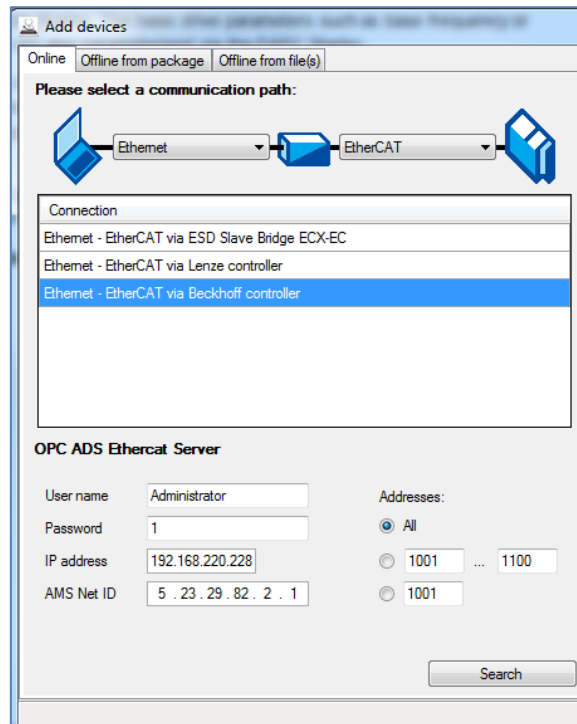 Add devices
Online Offline from package Offline from file(s)
Please select a communication path:
Ethernet EtherCAT
Connection
Ethernet - EtherCAT via ESD Slave Bridge ECX-EC
Ethernet - EtherCAT via Lenze controller
Ethernet - EtherCAT via Beckhoff controller
OPC ADS Ethercat Server
User name Administrator Addresses:
Password 1 All
IP address 192.168.220.228 1001 ... 1100
AMS Net ID 5 . 23 . 29 . 82 . 2 . 1 1001
Search